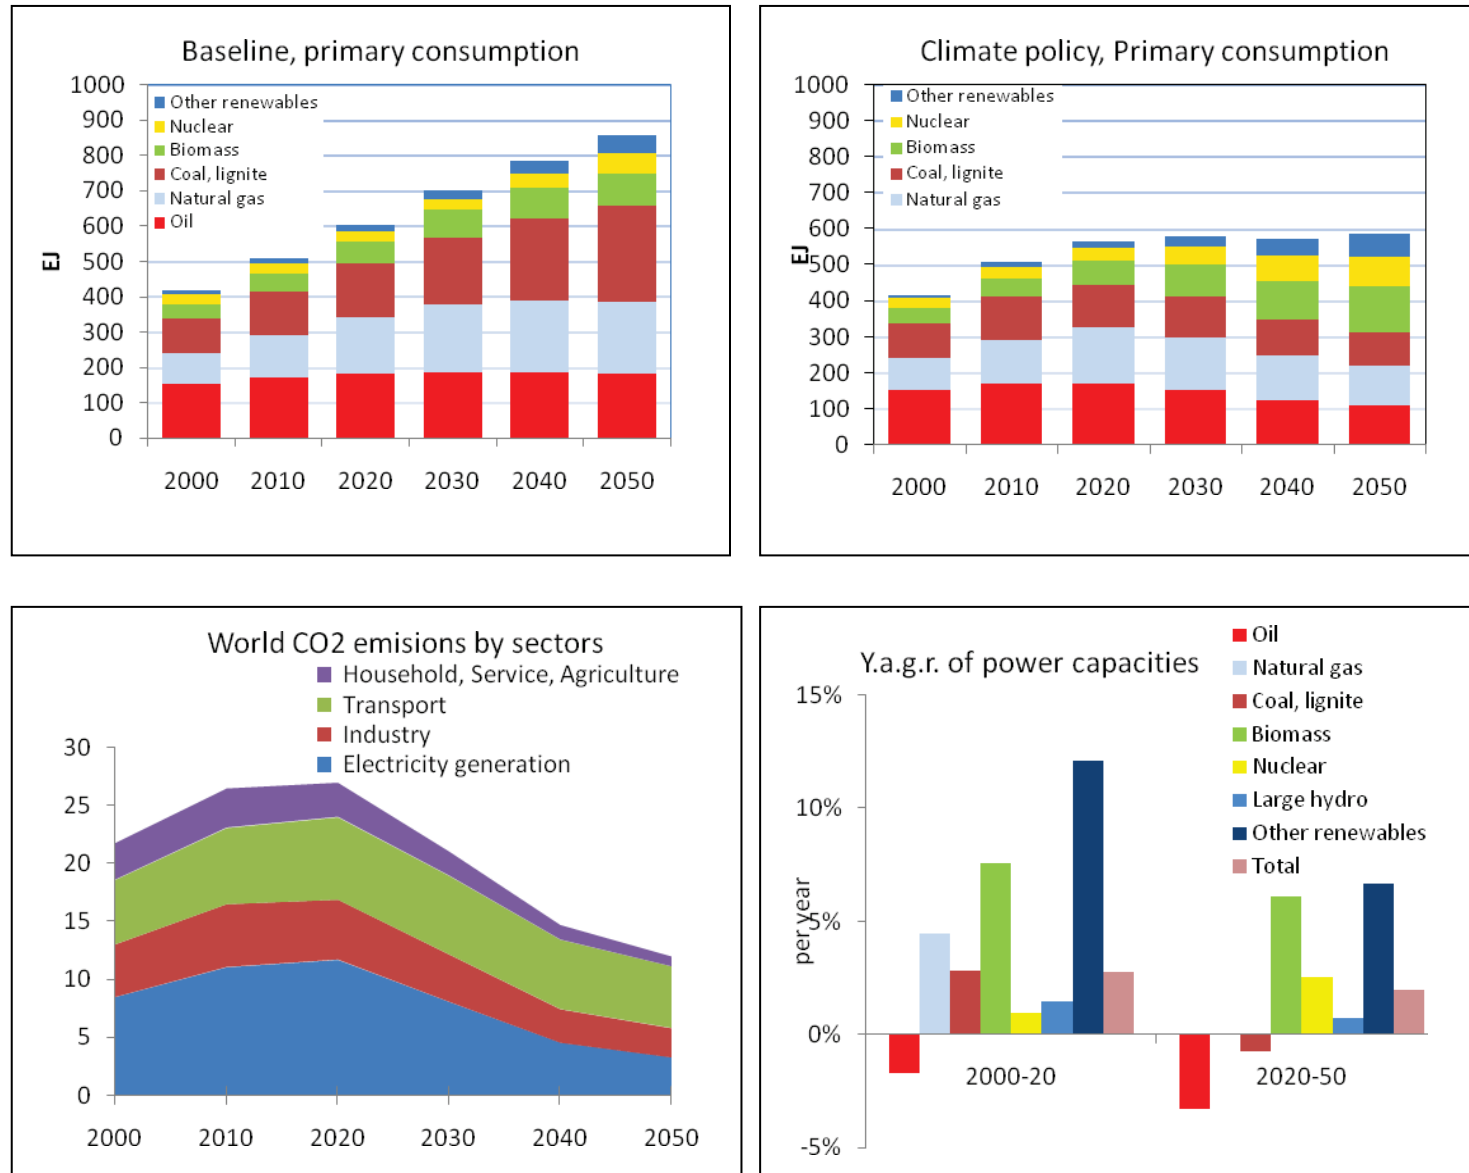 Baseline, primary consumption
1000
900
800
700
600
500
400
300
200
100
0
EJ
Other renewables
Nuclear
Biomass
Coal, lignite
Natural gas
Oil
2000 2010 2020 2030 2040 2050
Climate policy, Primary consumption
1000
900
800
700
600
500
400
300
200
100
0
EJ
Other renewables
Nuclear
Biomass
Coal, lignite
Natural gas
2000 2010 2020 2030 2040 2050
World CO2 emisions by sectors
Household, Service, Agriculture
Transport
Industry
Electricity generation
30
25
20
15
10
5
0
2000 2010 2020 2030 2040 2050
Y.a.g.r. of power capacities
Oil
Natural gas
Coal, lignite
Biomass
Nuclear
Large hydro
Other renewables
Total
15%
10%
5%
0%
-5%
per year
2000-20 2020-50